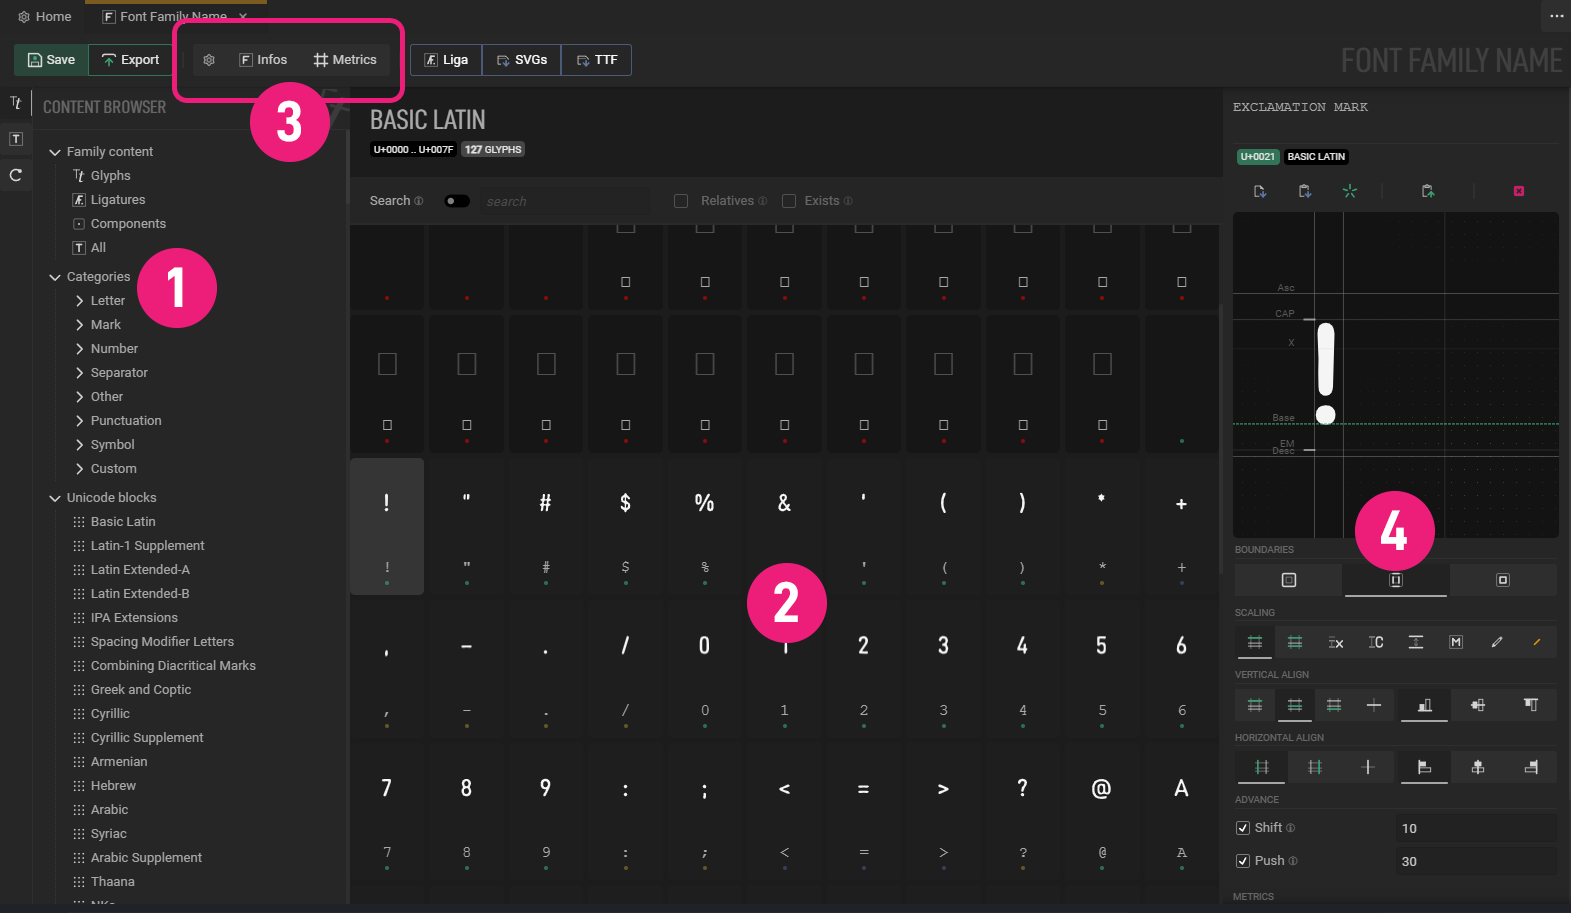 Home
Font Family Name
Save
Export
Infos
Metrics
Liga
SVGs
TTF
FONT FAMILY NAME
3
CONTENT BROWSER
Family content
Glyphs
Ligatures
Components
All
Categories
1
Letter
Mark
Number
Separator
Other
Punctuation
Symbol
Custom
Unicode blocks
Basic Latin
Latin-1 Supplement
Latin Extended-A
Latin Extended-B
IPA Extensions
Spacing Modifier Letters
Combining Diacritical Marks
Greek and Coptic
Cyrillic
Cyrillic Supplement
Armenian
Hebrew
Arabic
Syriac
Arabic Supplement
Thaana
BASIC LATIN
U+0000 .. U+007F 127 GLYPHS
Search search Relatives Exists
! " # $ % & ' ( ) * +
! " # $ % ' ( ) * +
2
, - . / 0 1 2 3 4 5 6
, - . / 0 1 2 3 4 5 6
7 8 9 : ; < = > ? @ A
7 8 9 : ; < = > ? @ A
EXCLAMATION MARK
U+0021 BASIC LATIN
Asc
CAP
X
!
Base
EM
Desc
4
BOUNDARIES
SCALING
X C M
VERTICAL ALIGN
HORIZONTAL ALIGN
ADVANCE
Shift 10
Push 30
METRICS